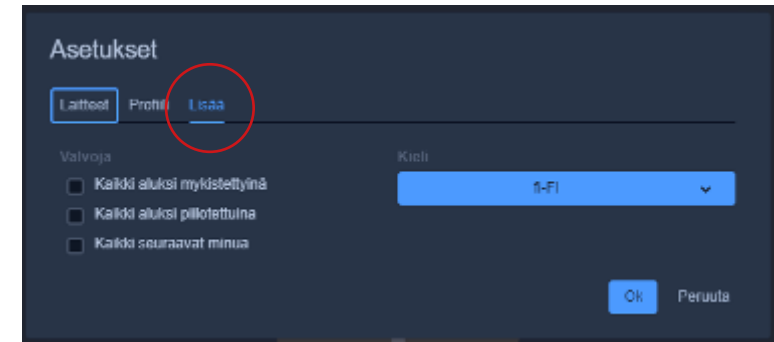 Asetukset
Laitteet Profiili Lisää
Valvoja
Kieli
Kaikki aluksi mykistettyinä
fi-FI
Kaikki aluksi piilotettuina
Kaikki seuraavat minua
Ok Peruuta